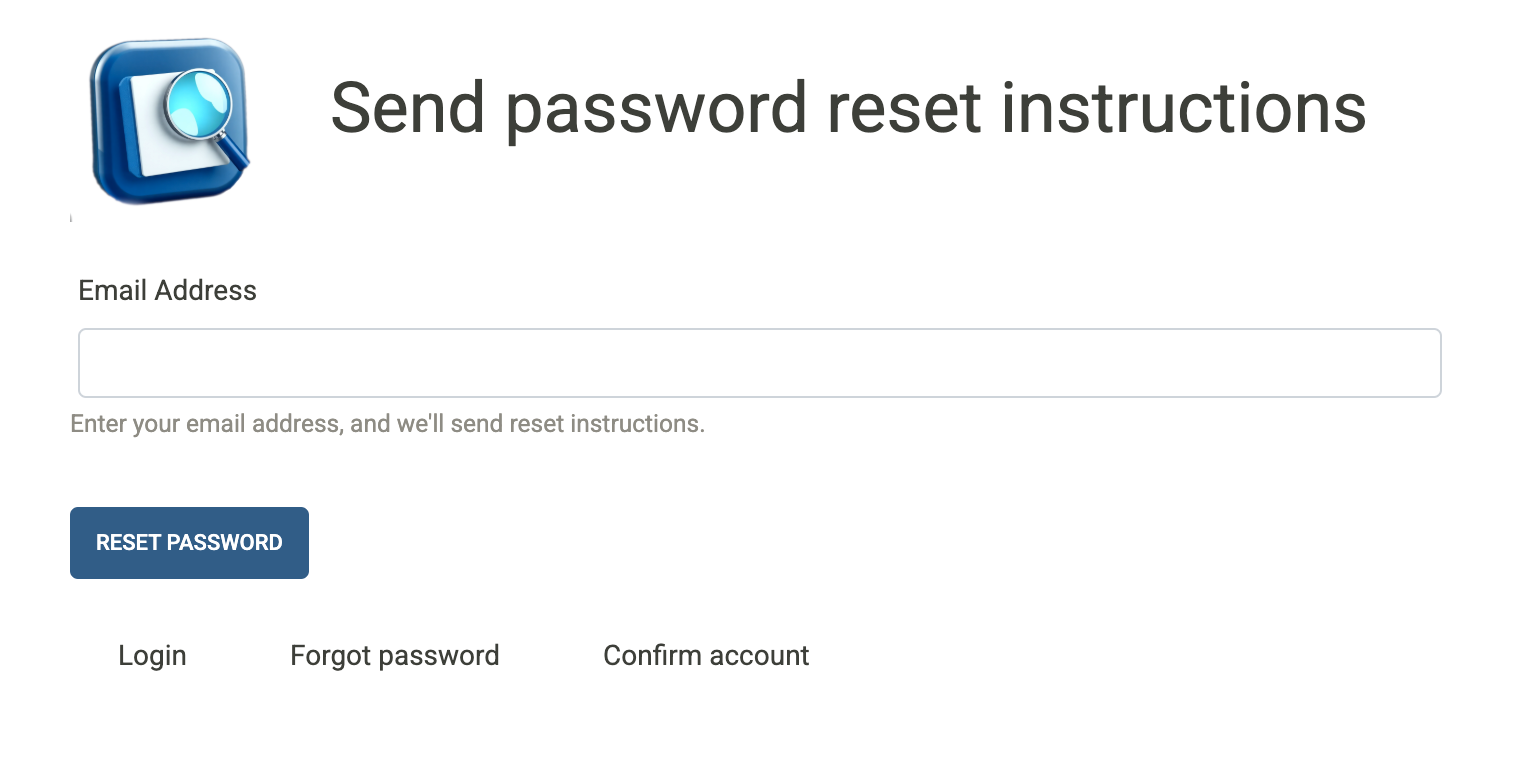 Send password reset instructions
Email Address
Enter your email address, and we'll send reset instructions.
RESET PASSWORD
Login Forgot password Confirm account